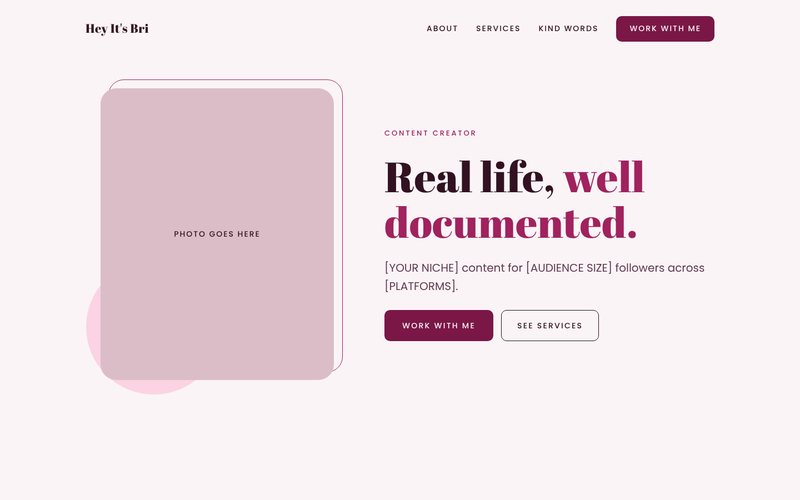 Hey It's Bri
ABOUT SERVICES KIND WORDS WORK WITH ME
PHOTO GOES HERE
CONTENT CREATOR
Real life, well
documented.
[YOUR NICHE] content for [AUDIENCE SIZE] followers across
[PLATFORMS].
WORK WITH ME SEE SERVICES